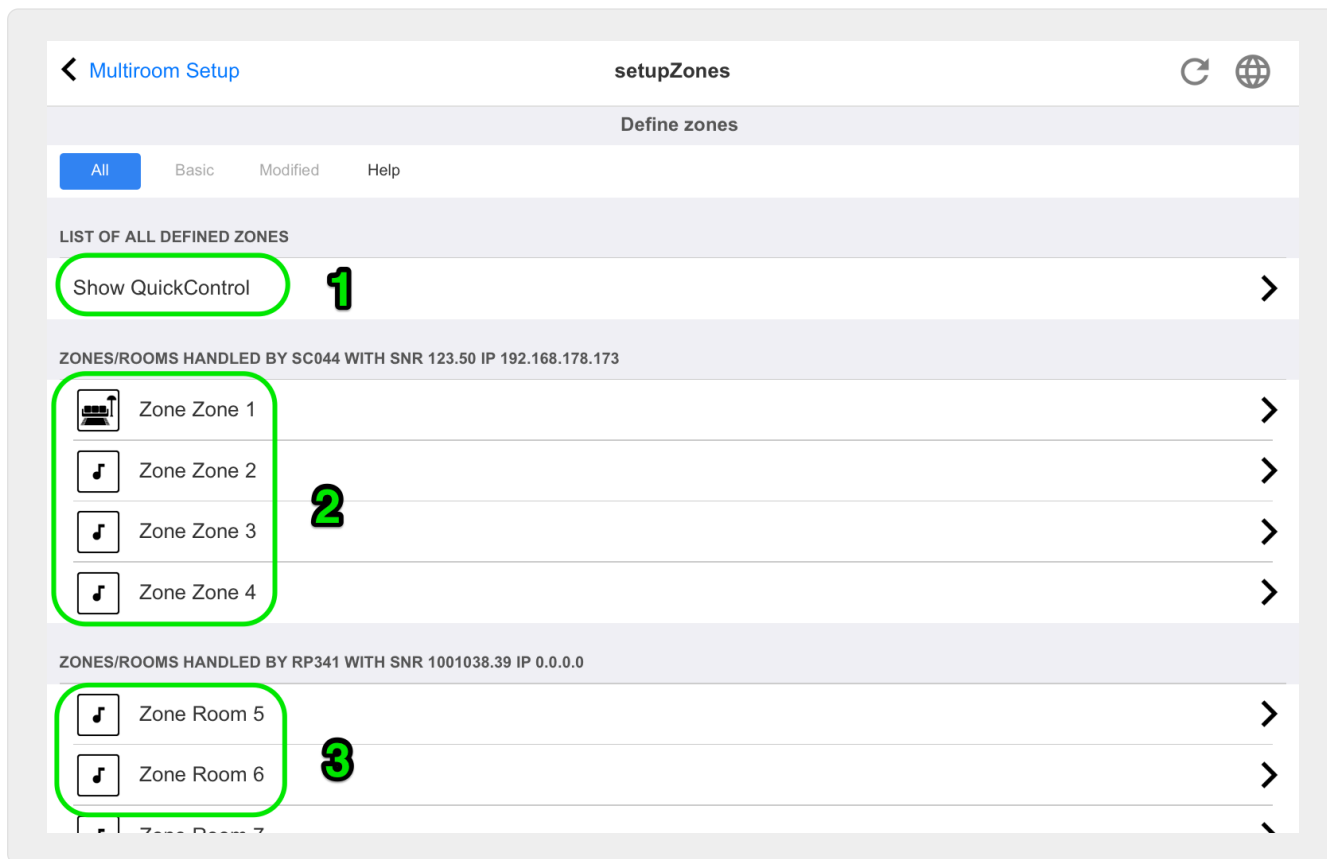 Multiroom Setup setupZones
Define zones
All Basic Modified Help
LIST OF ALL DEFINED ZONES
Show QuickControl 1
ZONES/ROOMS HANDLED BY SC044 WITH SNR 123.50 IP 192.168.178.173
Zone Zone 1
Zone Zone 2
2
Zone Zone 3
Zone Zone 4
ZONES/ROOMS HANDLED BY RP341 WITH SNR 1001038.39 IP 0.0.0.0
Zone Room 5
3
Zone Room 6
Zone Room 7